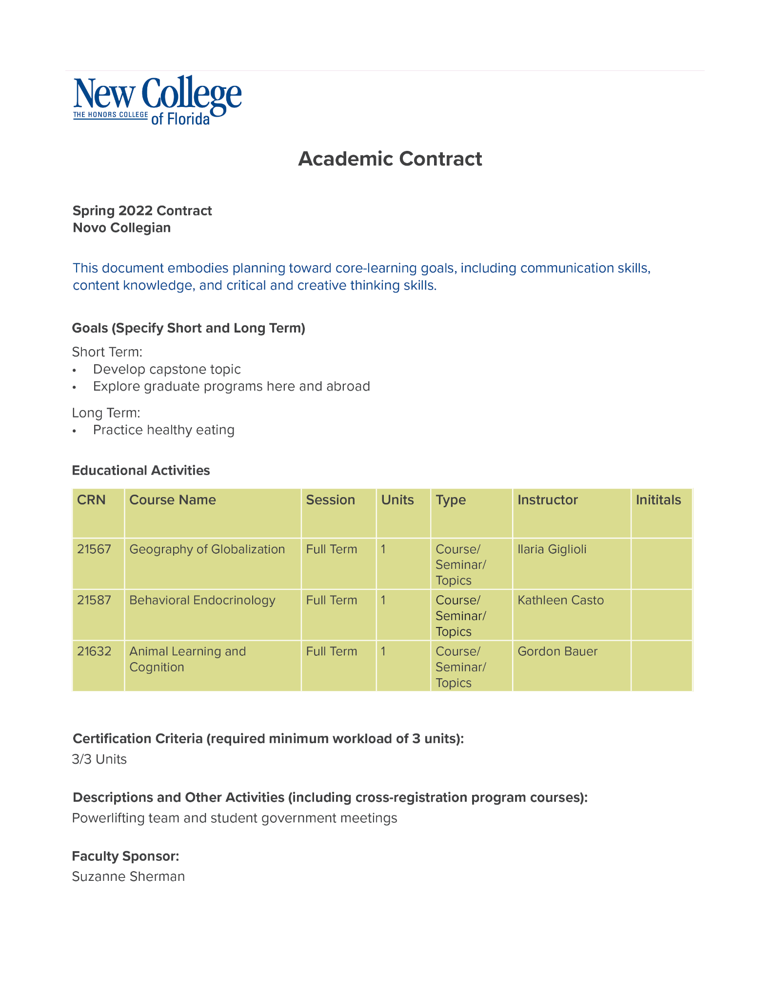 New College
THE HONORS COLLEGE
of Florida
Academic Contract
Spring 2022 Contract
Novo Collegian
This document embodies planning toward core-learning goals, including communication skills,
content knowledge, and critical and creative thinking skills.
Goals (Specify Short and Long Term)
Short Term:
• Develop capstone topic
• Explore graduate programs here and abroad
Long Term:
• Practice healthy eating
Educational Activities
CRN Course Name Session Units Type Instructor Inititals
21567 Geography of Globalization Full Term 1 Course/ Ilaria Giglioli
Seminar/
Topics
21587 Behavioral Endocrinology Full Term 1 Course/ Kathleen Casto
Seminar/
Topics
21632 Animal Learning and Full Term 1 Course/ Gordon Bauer
Cognition Seminar/
Topics
Certification Criteria (required minimum workload of 3 units):
3/3 Units
Descriptions and Other Activities (including cross-registration program courses):
Powerlifting team and student government meetings
Faculty Sponsor:
Suzanne Sherman